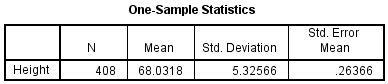 One-Sample Statistics
N Mean Std. Deviation Std. Error Mean
Height 408 68.0318 5.32566 .26366